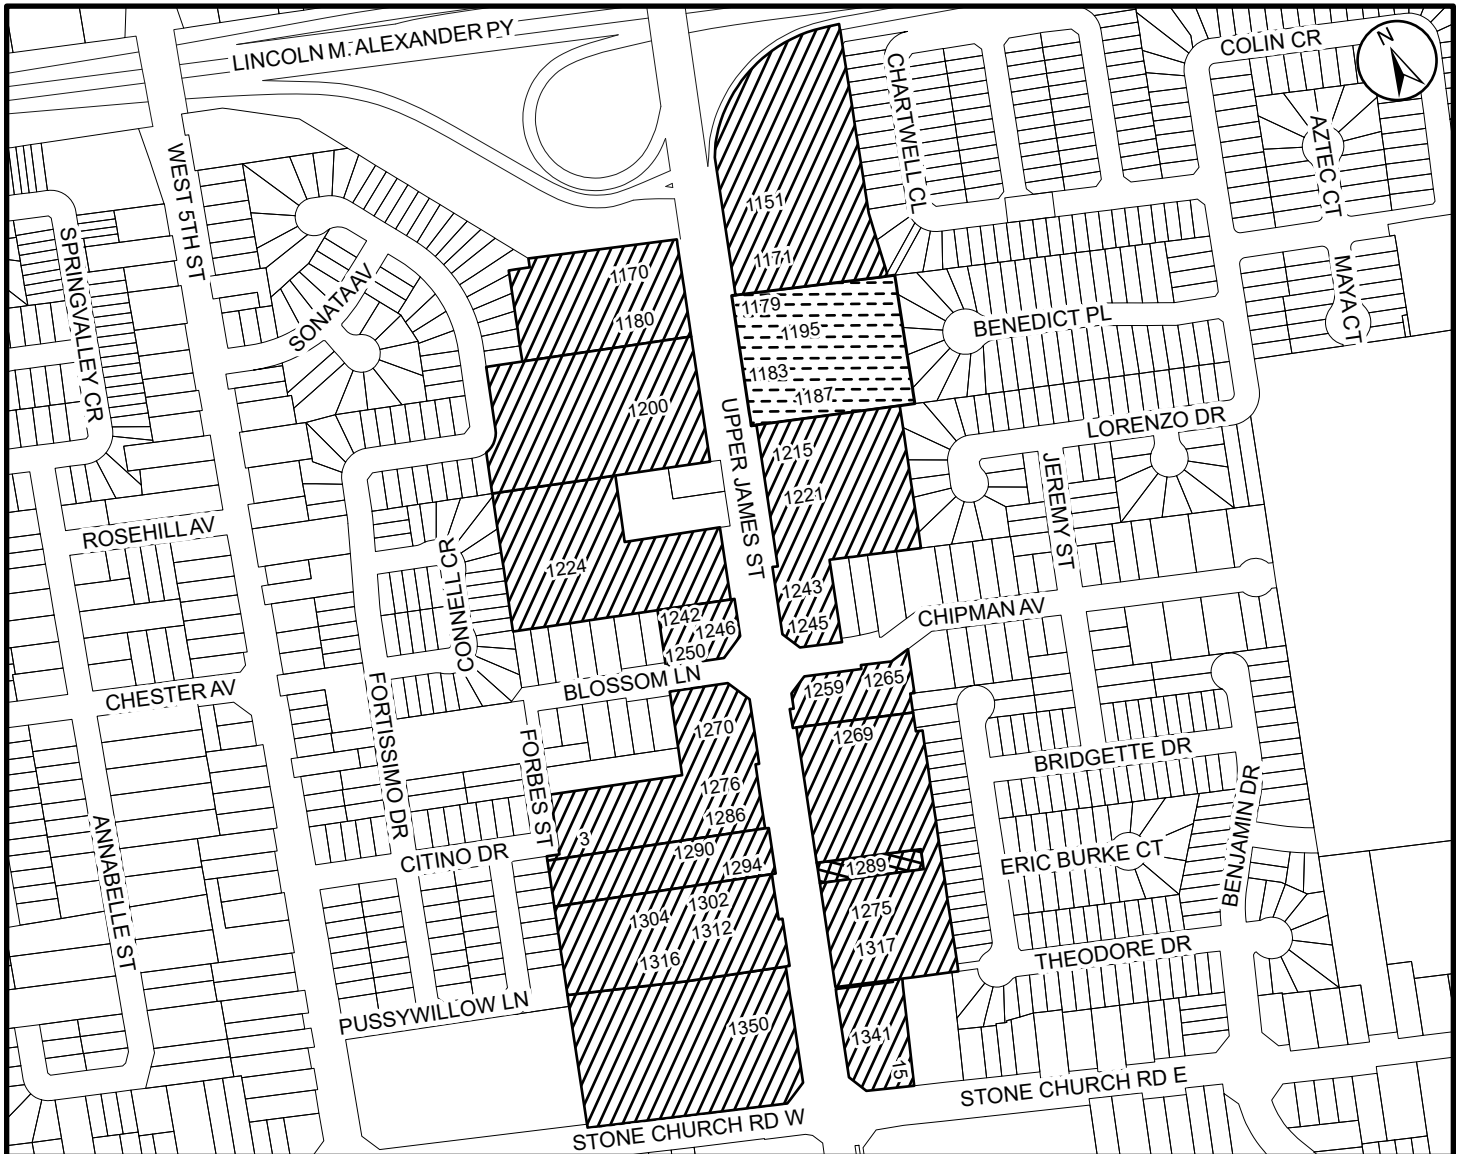 LINCOLN M. ALEXANDER PY
COLIN CR
N
CHARTWELL CL
AZTEC CT
WEST 5TH ST
SPRINGVALLEY CR
SONATA AV
MAYA CT
1151
1171
1170
1180
1179
1195
1183
1187
BENEDICT PL
1200
UPPER JAMES ST
1215
1221
LORENZO DR
JEREMY ST
ROSEHILL AV
CONNELL CR
1224
1242
1246
1250
1243
1245
CHIPMAN AV
BLOSSOM LN
CHESTER AV
FORTISSIMO DR
FORBES ST
1259
1265
1270
1269
1276
1286
BRIDGETTE DR
BENJAMIN DR
ANNABELLE ST
3
CITINO DR
1290
1294
1289
ERIC BURKE CT
1304
1302
1312
1316
1275
1317
THEODORE DR
PUSSYWILLOW LN
1350
1341
15
STONE CHURCH RD E
STONE CHURCH RD W